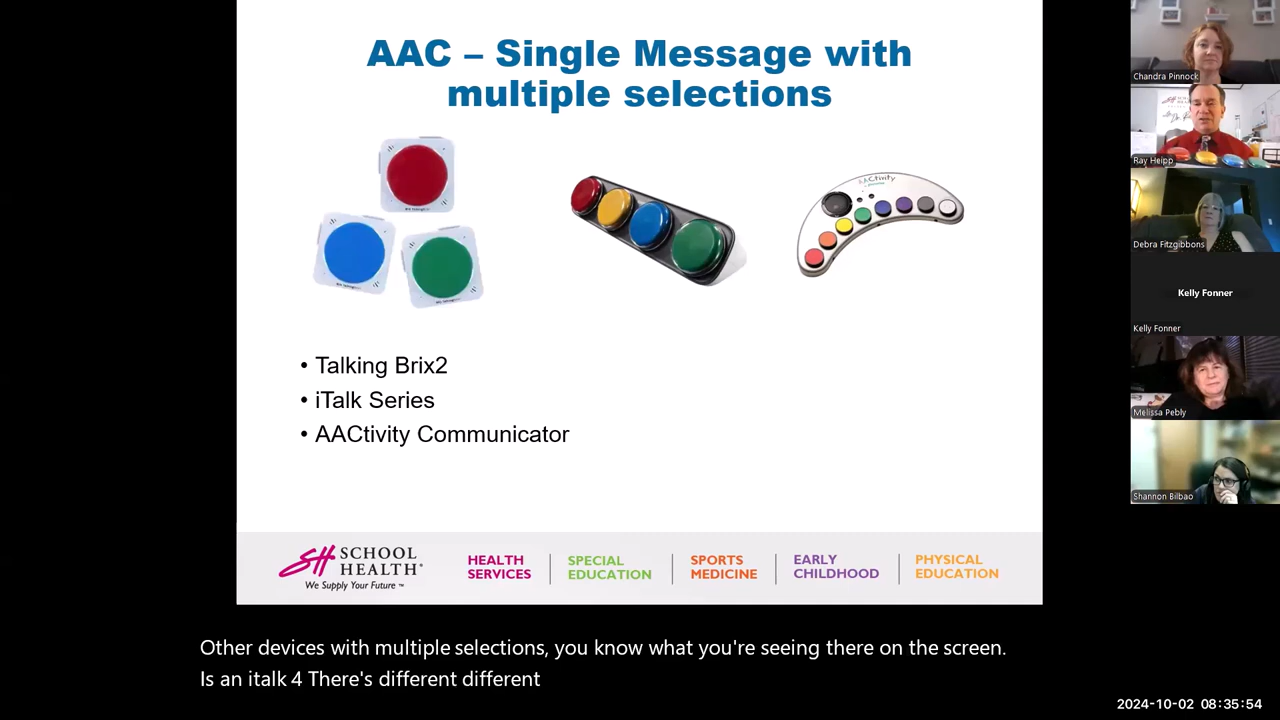 AAC – Single Message with
multiple selections
• Talking Brix2
• iTalk Series
• AACtivity Communicator
SH SCHOOL
HEALTH®
We Supply Your Future ™
HEALTH
SERVICES
SPECIAL
EDUCATION
SPORTS
MEDICINE
EARLY
CHILDHOOD
PHYSICAL
EDUCATION
Chandra Pinnock
Ray Heipp
Debra Fitzgibbons
Kelly Fonner
Kelly Fonner
Melissa Pebly
Shannon Bilbao
Other devices with multiple selections, you know what you're seeing there on the screen.
Is an italk 4 There's different different
2024-10-02 08:35:54